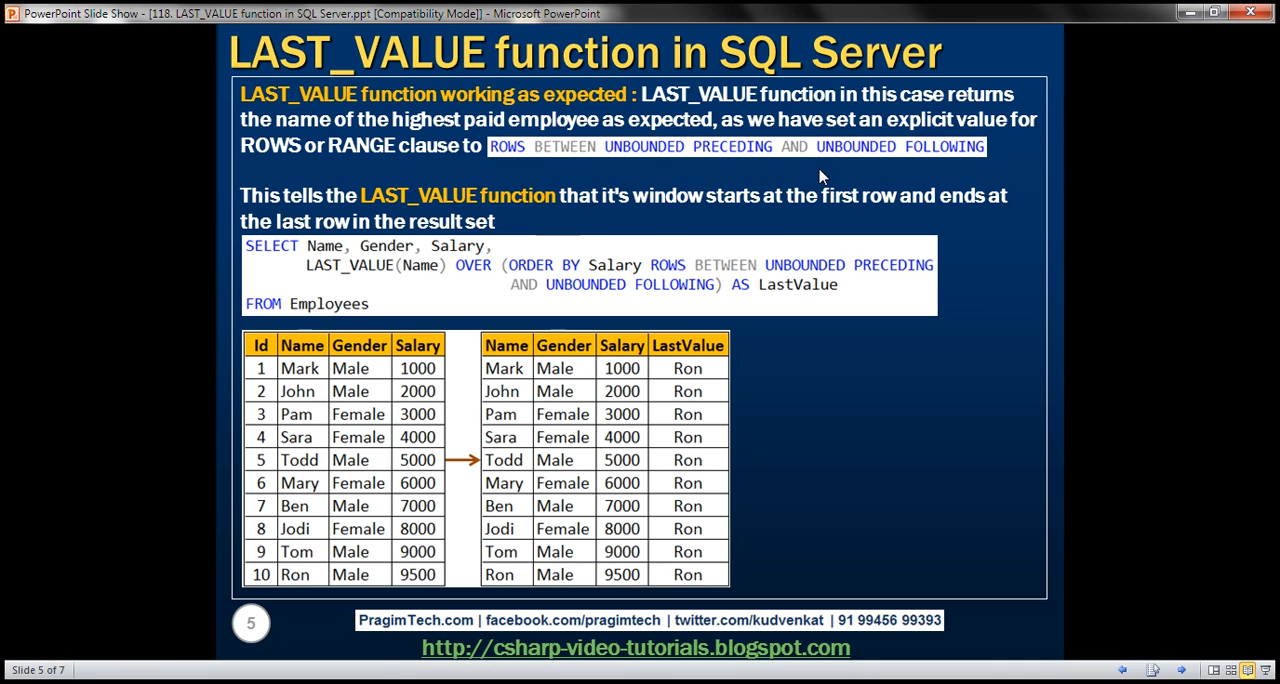 PowerPoint Slide Show - [118. LAST_VALUE function in SQL Server.ppt [Compatibility Mode]] - Microsoft PowerPoint
LAST_VALUE function in SQL Server
LAST_VALUE function working as expected : LAST_VALUE function in this case returns
the name of the highest paid employee as expected, as we have set an explicit value for
ROWS or RANGE clause to ROWS BETWEEN UNBOUNDED PRECEDING AND UNBOUNDED FOLLOWING
This tells the LAST_VALUE function that it's window starts at the first row and ends at
the last row in the result set
SELECT Name, Gender, Salary,
LAST_VALUE(Name) OVER (ORDER BY Salary ROWS BETWEEN UNBOUNDED PRECEDING
AND UNBOUNDED FOLLOWING) AS LastValue
FROM Employees
Id Name Gender Salary Name Gender Salary LastValue
1 Mark Male 1000 Mark Male 1000 Ron
2 John Male 2000 John Male 2000 Ron
3 Pam Female 3000 Pam Female 3000 Ron
4 Sara Female 4000 Sara Female 4000 Ron
5 Todd Male 5000 Todd Male 5000 Ron
6 Mary Female 6000 Mary Female 6000 Ron
7 Ben Male 7000 Ben Male 7000 Ron
8 Jodi Female 8000 Jodi Female 8000 Ron
9 Tom Male 9000 Tom Male 9000 Ron
10 Ron Male 9500 Ron Male 9500 Ron
5 PragimTech.com | facebook.com/pragimtech | twitter.com/kudvenkat | 91 99456 99393
http://csharp-video-tutorials.blogspot.com
Slide 5 of 7